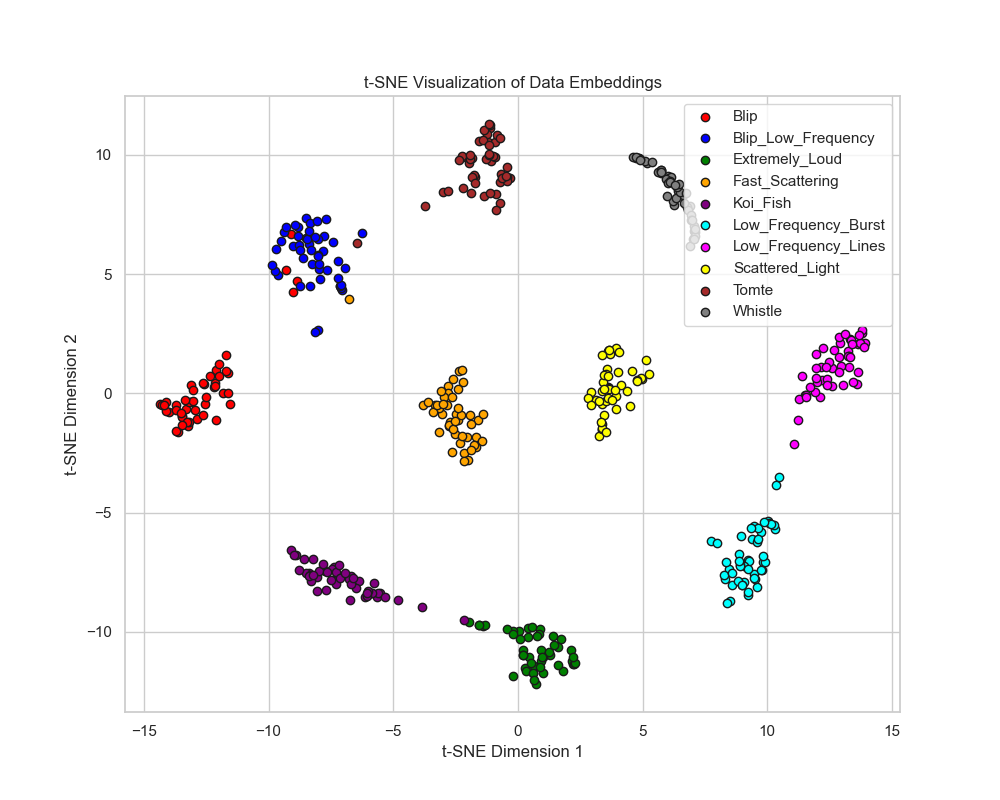 t-SNE Visualization of Data Embeddings
Blip
Blip_Low_Frequency
Extremely_Loud
Fast_Scattering
Koi_Fish
Low_Frequency_Burst
Low_Frequency_Lines
Scattered_Light
Tomte
Whistle
10
5
0
−5
−10
t-SNE Dimension 2
−15
−10
−5
0
5
10
15
t-SNE Dimension 1